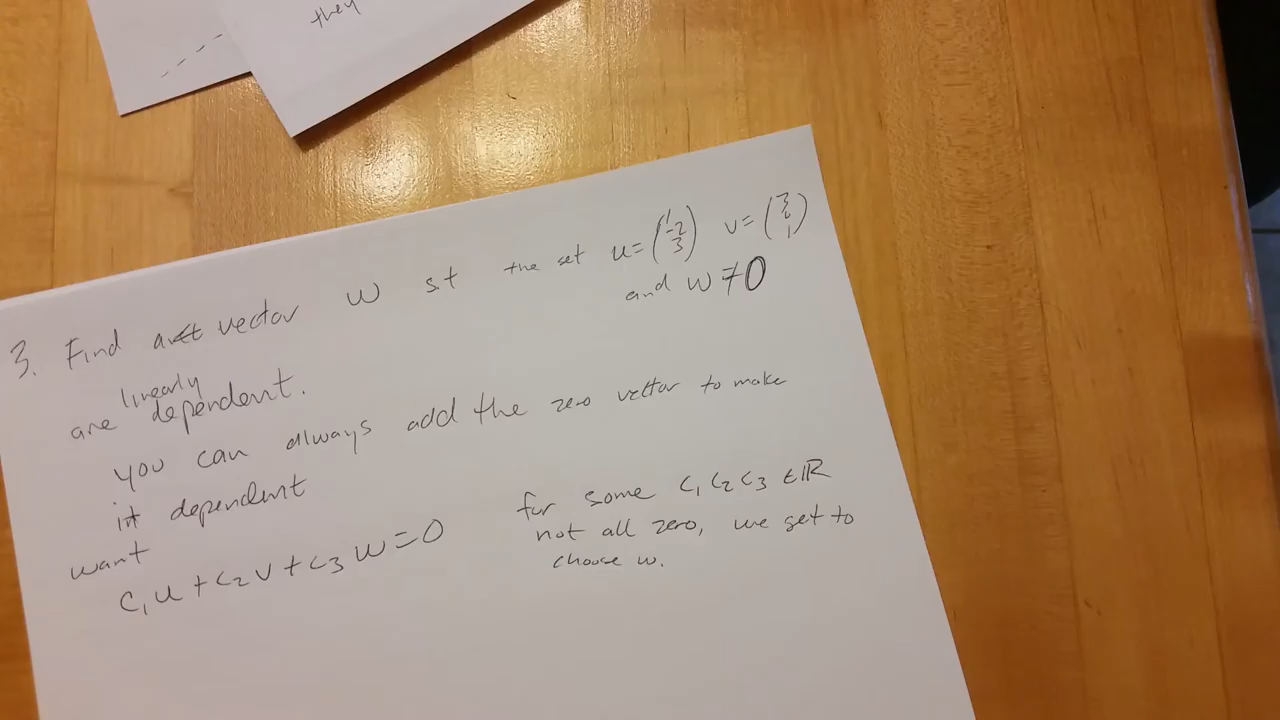 they
3. Find a vector w st the set u = (1 -2 3) v = ( 1)
and w ≠ 0
are linearly dependent.
you can always add the zero vector to make
it dependent
want
c₁u + c₂v + c₃w = 0
for some c₁ c₂ c₃ ∈ ℝ
not all zero, we get to
choose w.